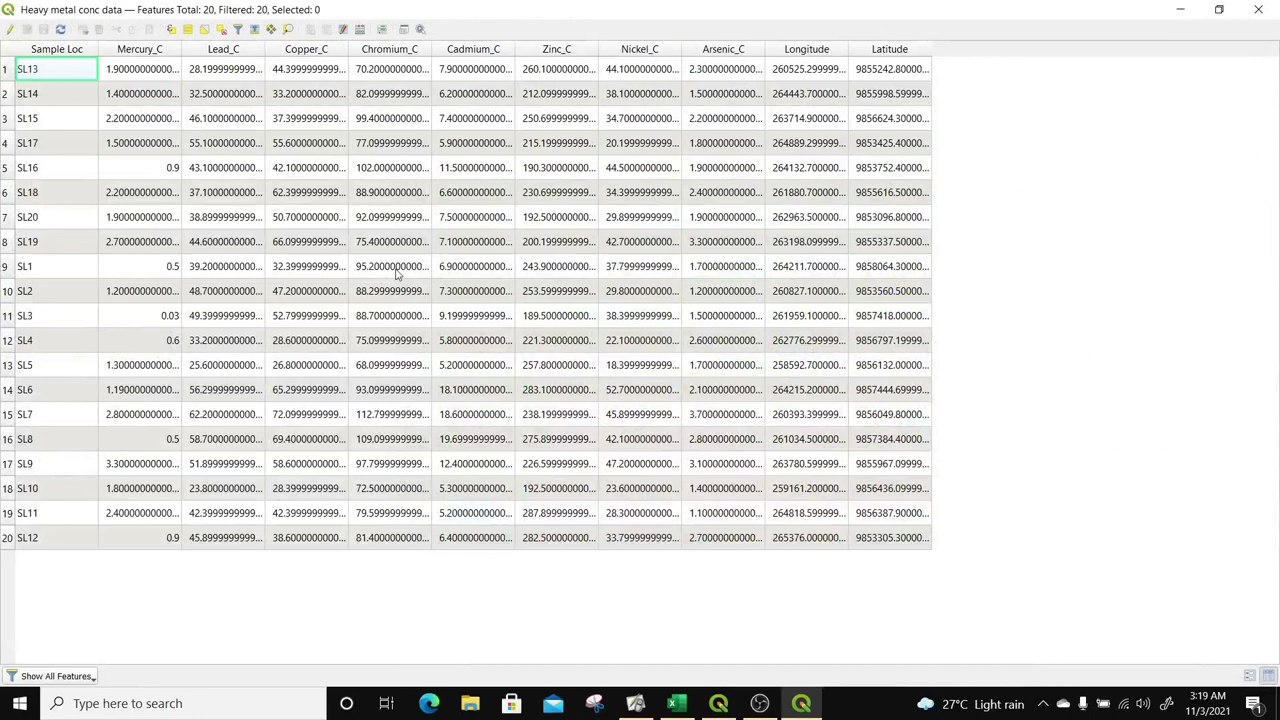 Heavy metal conc data — Features Total: 20, Filtered: 20, Selected: 0
Sample Loc Mercury_C Lead_C Copper_C Chromium_C Cadmium_C Zinc_C Nickel_C Arsenic_C Longitude Latitude
1 SL13 1.90000000000... 28.1999999999... 44.3999999999... 70.2000000000... 7.90000000000... 260.100000000... 44.1000000000... 2.30000000000... 260525.299999... 9855242.80000...
2 SL14 1.40000000000... 32.5000000000... 33.2000000000... 82.0999999999... 6.20000000000... 212.099999999... 38.1000000000... 1.50000000000... 264443.700000... 9855998.59999...
3 SL15 2.20000000000... 46.1000000000... 37.3999999999... 99.4000000000... 7.40000000000... 250.699999999... 34.7000000000... 2.20000000000... 263714.900000... 9856624.30000...
4 SL17 1.50000000000... 55.1000000000... 55.6000000000... 77.0999999999... 5.90000000000... 215.199999999... 20.1999999999... 1.80000000000... 264889.299999... 9853425.40000...
5 SL16 0.9 43.1000000000... 42.1000000000... 102.000000000... 11.5000000000... 190.300000000... 44.5000000000... 1.90000000000... 264132.700000... 9853752.40000...
6 SL18 2.20000000000... 37.1000000000... 62.3999999999... 88.9000000000... 6.60000000000... 230.699999999... 34.3999999999... 2.40000000000... 261880.700000... 9855616.50000...
7 SL20 1.90000000000... 38.8999999999... 50.7000000000... 92.0999999999... 7.50000000000... 192.500000000... 29.8999999999... 1.90000000000... 262963.500000... 9853096.80000...
8 SL19 2.70000000000... 44.6000000000... 66.0999999999... 75.4000000000... 7.10000000000... 200.199999999... 42.7000000000... 3.30000000000... 263198.099999... 9855337.50000...
9 SL1 0.5 39.2000000000... 32.3999999999... 95.2000000000... 6.90000000000... 243.900000000... 37.7999999999... 1.70000000000... 264211.700000... 9858064.30000...
10 SL2 1.20000000000... 48.7000000000... 47.2000000000... 88.2999999999... 7.30000000000... 253.599999999... 29.8000000000... 1.20000000000... 260827.100000... 9853560.50000...
11 SL3 0.03 49.3999999999... 52.7999999999... 88.7000000000... 9.19999999999... 189.500000000... 38.3999999999... 1.50000000000... 261959.100000... 9857418.00000...
12 SL4 0.6 33.2000000000... 28.6000000000... 75.0999999999... 5.80000000000... 221.300000000... 22.1000000000... 2.60000000000... 262776.299999... 9856797.19999...
13 SL5 1.30000000000... 25.6000000000... 26.8000000000... 68.0999999999... 5.20000000000... 257.800000000... 18.3999999999... 1.70000000000... 258592.700000... 9856132.00000...
14 SL6 1.19000000000... 56.2999999999... 65.2999999999... 93.0999999999... 18.1000000000... 283.100000000... 52.7000000000... 2.10000000000... 264215.200000... 9857444.69999...
15 SL7 2.80000000000... 62.2000000000... 72.0999999999... 112.799999999... 18.6000000000... 238.199999999... 45.8999999999... 3.70000000000... 260393.399999... 9856049.80000...
16 SL8 0.5 58.7000000000... 69.4000000000... 109.099999999... 19.6999999999... 275.899999999... 42.1000000000... 2.80000000000... 261034.500000... 9857384.40000...
17 SL9 3.30000000000... 51.8999999999... 58.6000000000... 97.7999999999... 12.4000000000... 226.599999999... 47.2000000000... 3.10000000000... 263780.599999... 9855967.09999...
18 SL10 1.80000000000... 23.8000000000... 28.3999999999... 72.5000000000... 5.30000000000... 192.500000000... 23.6000000000... 1.40000000000... 259161.200000... 9856436.09999...
19 SL11 2.40000000000... 42.3999999999... 42.3999999999... 79.5999999999... 5.20000000000... 287.899999999... 28.3000000000... 1.10000000000... 264818.599999... 9856387.90000...
20 SL12 0.9 45.8999999999... 38.6000000000... 81.4000000000... 6.40000000000... 282.500000000... 33.7999999999... 2.70000000000... 265376.000000... 9853305.30000...
Show All Features
Type here to search
27°C Light rain
3:19 AM
11/3/2021
1